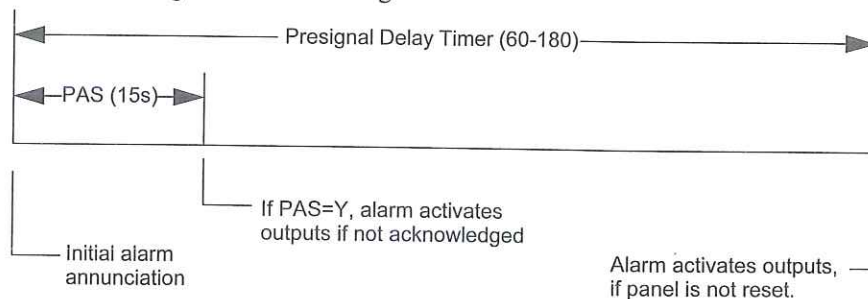 Presignal Delay Timer (60-180)
PAS (15s)
If PAS=Y, alarm activates
outputs if not acknowledged
Initial alarm
annunciation
Alarm activates outputs,
if panel is not reset.